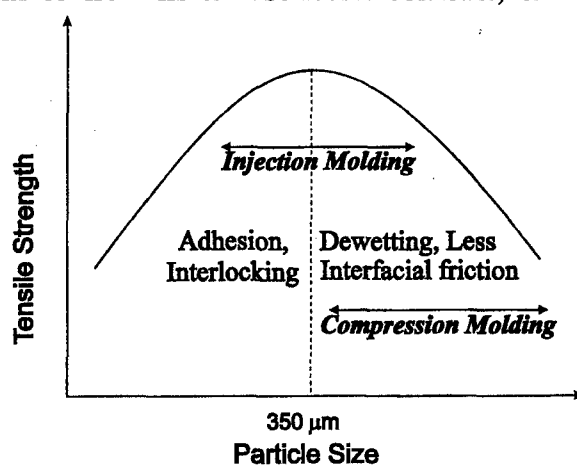 Injection Molding
Adhesion,
Interlocking
Dewetting, Less
Interfacial friction
Compression Molding
Tensile Strength
350 μm
Particle Size